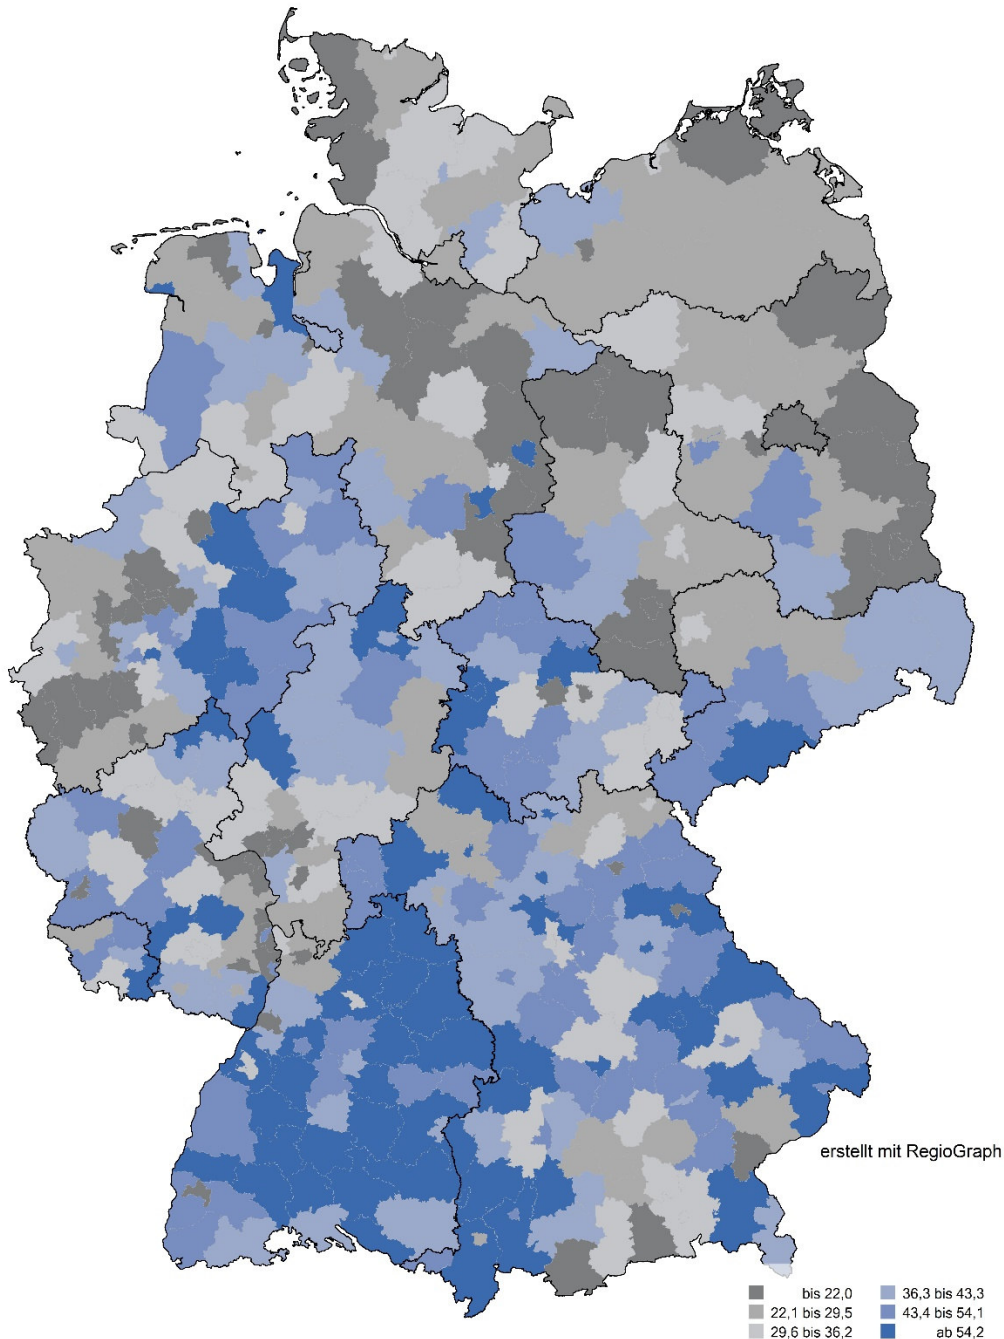 erstellt mit RegioGraph
bis 22,0
36,3 bis 43,3
22,1 bis 29,5
43,4 bis 54,1
29,6 bis 36,2
ab 54,2